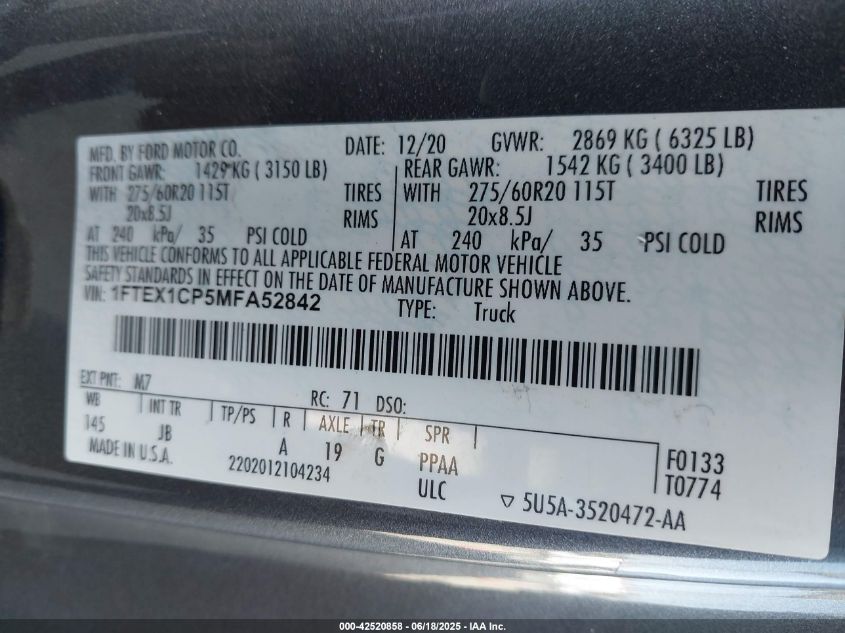 MFD. BY FORD MOTOR CO. DATE: 12/20 GVWR: 2869 KG ( 6325 LB)
FRONT GAWR: 1429 KG ( 3150 LB) REAR GAWR: 1542 KG ( 3400 LB)
WITH 275/60R20 115T TIRES WITH 275/60R20 115T TIRES
20x8.5J RIMS 20x8.5J RIMS
AT 240 kPa/ 35 PSI COLD AT 240 kPa/ 35 PSI COLD
THIS VEHICLE CONFORMS TO ALL APPLICABLE FEDERAL MOTOR VEHICLE
SAFETY STANDARDS IN EFFECT ON THE DATE OF MANUFACTURE SHOWN ABOVE.
VIN: 1FTEX1CP5MFA52842 TYPE: Truck
EXT PNT: M7 RC: 71 DSO:
WB INT TR TP/PS R AXLE TR SPR
145 JB A 19 G PPAA F0133
MADE IN U.S.A. 2202012104234 ULC T0774
▽ 5U5A-3520472-AA
000-42520858 - 06/18/2025 - IAA Inc.